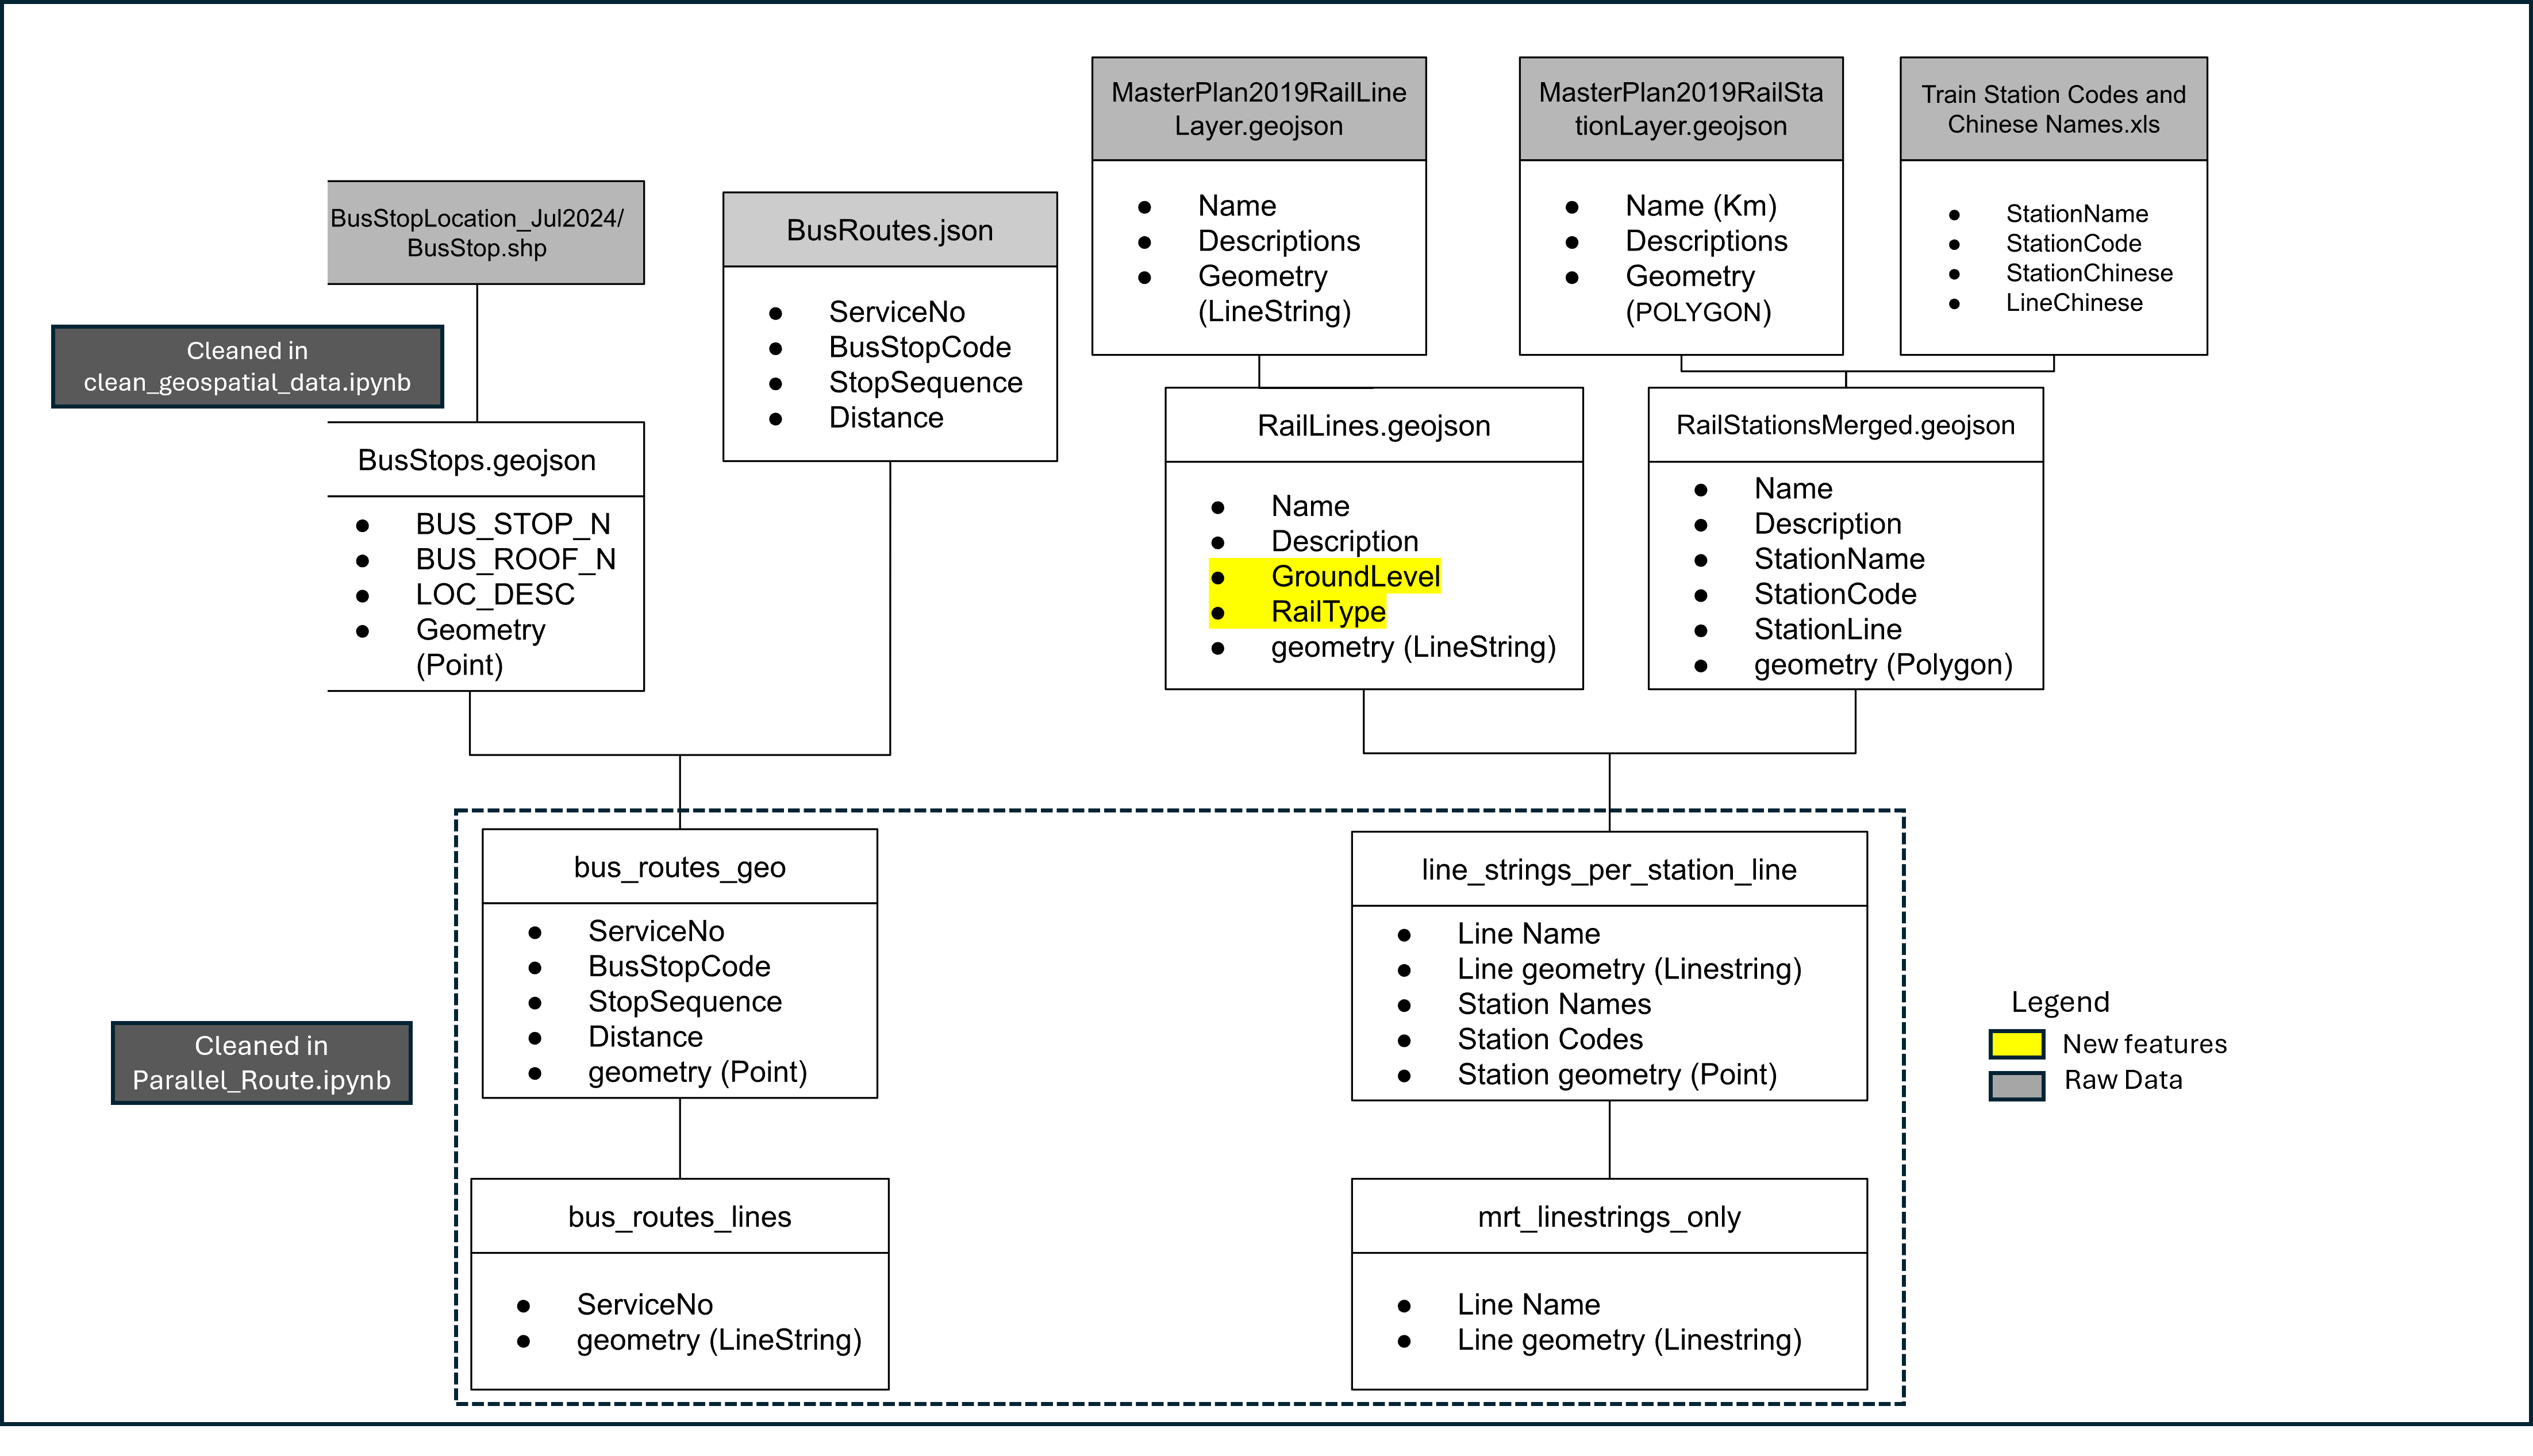 MasterPlan2019RailLine
Layer.geojson
● Name
● Descriptions
● Geometry
(LineString)
MasterPlan2019RailSta
tionLayer.geojson
● Name (Km)
● Descriptions
● Geometry
(POLYGON)
Train Station Codes and
Chinese Names.xls
● StationName
● StationCode
● StationChinese
● LineChinese
BusStopLocation_Jul2024/
BusStop.shp
BusRoutes.json
● ServiceNo
● BusStopCode
● StopSequence
● Distance
Cleaned in
clean_geospatial_data.ipynb
BusStops.geojson
● BUS_STOP_N
● BUS_ROOF_N
● LOC_DESC
● Geometry
(Point)
RailLines.geojson
● Name
● Description
● GroundLevel
● RailType
● geometry (LineString)
RailStationsMerged.geojson
● Name
● Description
● StationName
● StationCode
● StationLine
● geometry (Polygon)
bus_routes_geo
● ServiceNo
● BusStopCode
● StopSequence
● Distance
● geometry (Point)
line_strings_per_station_line
● Line Name
● Line geometry (Linestring)
● Station Names
● Station Codes
● Station geometry (Point)
Cleaned in
Parallel_Route.ipynb
Legend
New features
Raw Data
bus_routes_lines
● ServiceNo
● geometry (LineString)
mrt_linestrings_only
● Line Name
● Line geometry (Linestring)